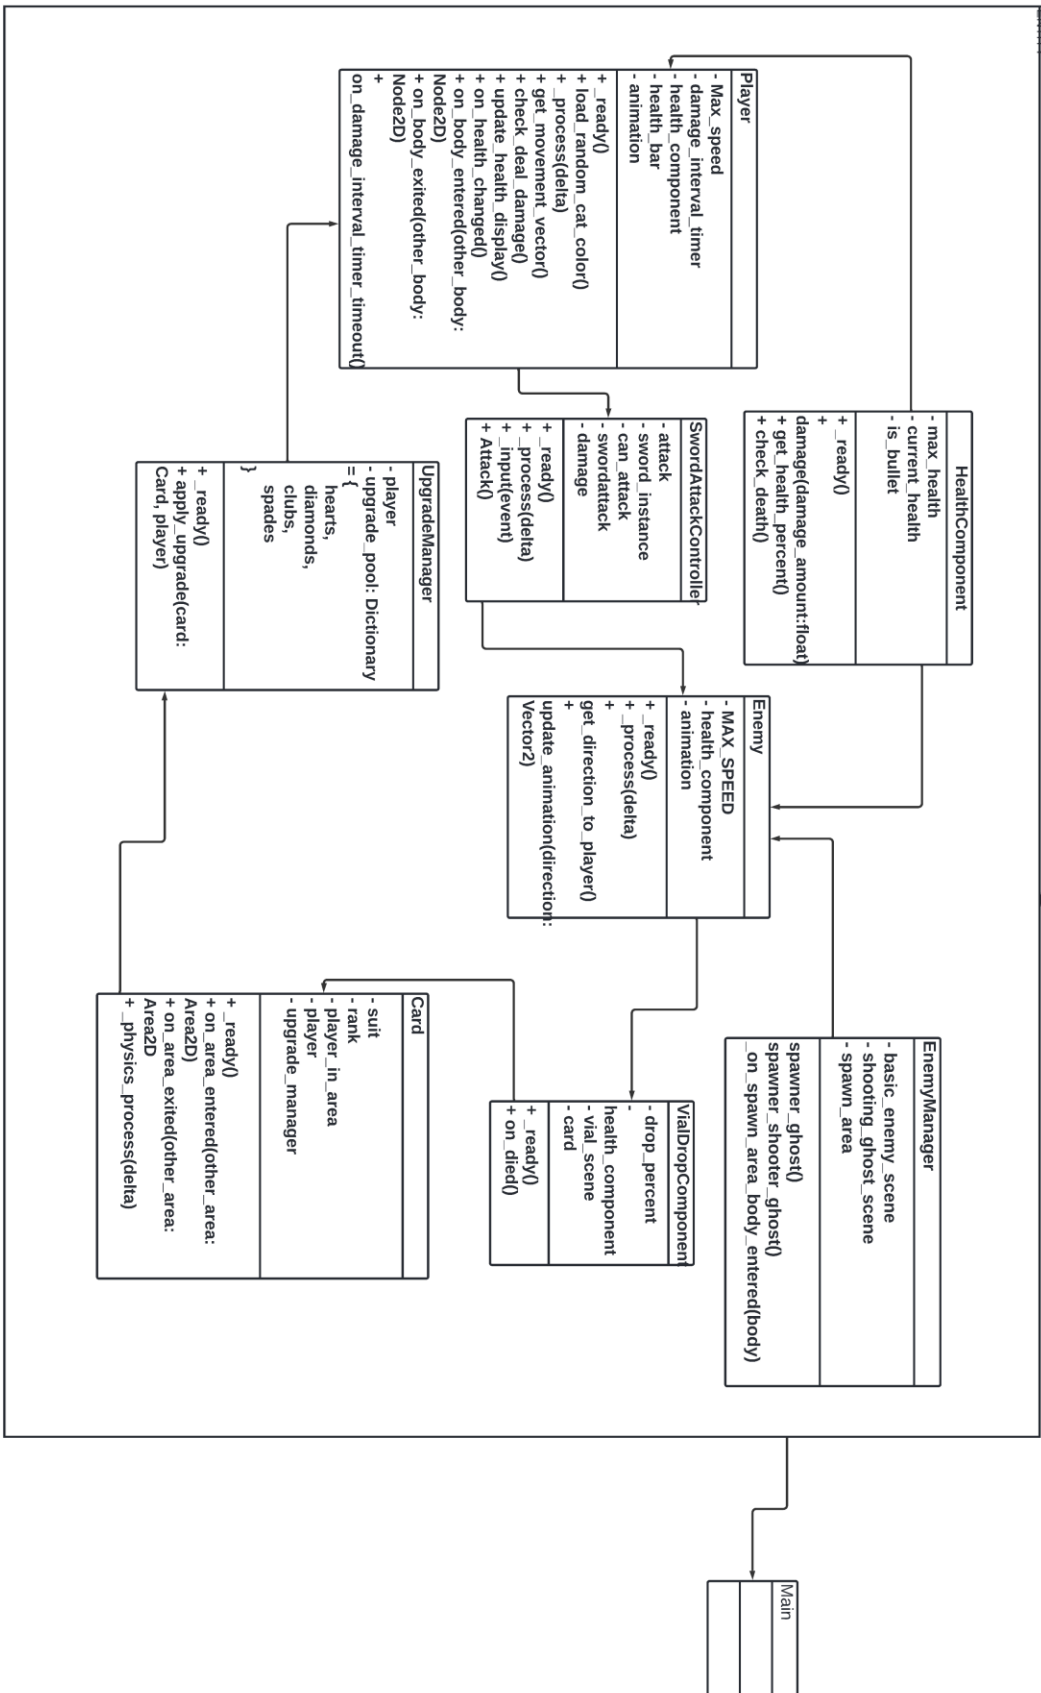 Player
- Max_speed
- damage_interval_timer
- health_component
- health_bar
- animation
+ _ready()
+ load_random_cat_color()
+ _process(delta)
+ get_movement_vector()
+ check_deal_damage()
+ update_health_display()
+ on_health_changed()
+ on_body_entered(other_body:
Node2D)
+ on_body_exited(other_body:
Node2D)
+
on_damage_interval_timer_timeout()
HealthComponent
- max_health
- current_health
- is_bullet
+ _ready()
+
damage(damage_amount:float)
+ get_health_percent()
+ check_death()
SwordAttackController
- attack
- sword_instance
- can_attack
- swordattack
- damage
+ _ready()
+ _process(delta)
+ _input(event)
+ Attack()
UpgradeManager
- player
- upgrade_pool: Dictionary
= {
hearts,
diamonds,
clubs,
spades
}
+ _ready()
+ apply_upgrade(card:
Card, player)
Enemy
- MAX_SPEED
- health_component
- animation
+ _ready()
+ _process(delta)
+
get_direction_to_player()
+
update_animation(direction:
Vector2)
EnemyManager
- basic_enemy_scene
- shooting_ghost_scene
- spawn_area
spawner_ghost()
spawner_shooter_ghost()
_on_spawn_area_body_entered(body)
VialDropComponent
- drop_percent
-
health_component
- vial_scene
- card
+ _ready()
+ on_died()
Card
- suit
- rank
- player_in_area
- player
- upgrade_manager
+ _ready()
+ on_area_entered(other_area:
Area2D)
+ on_area_exited(other_area:
Area2D
+ _physics_process(delta)
Main